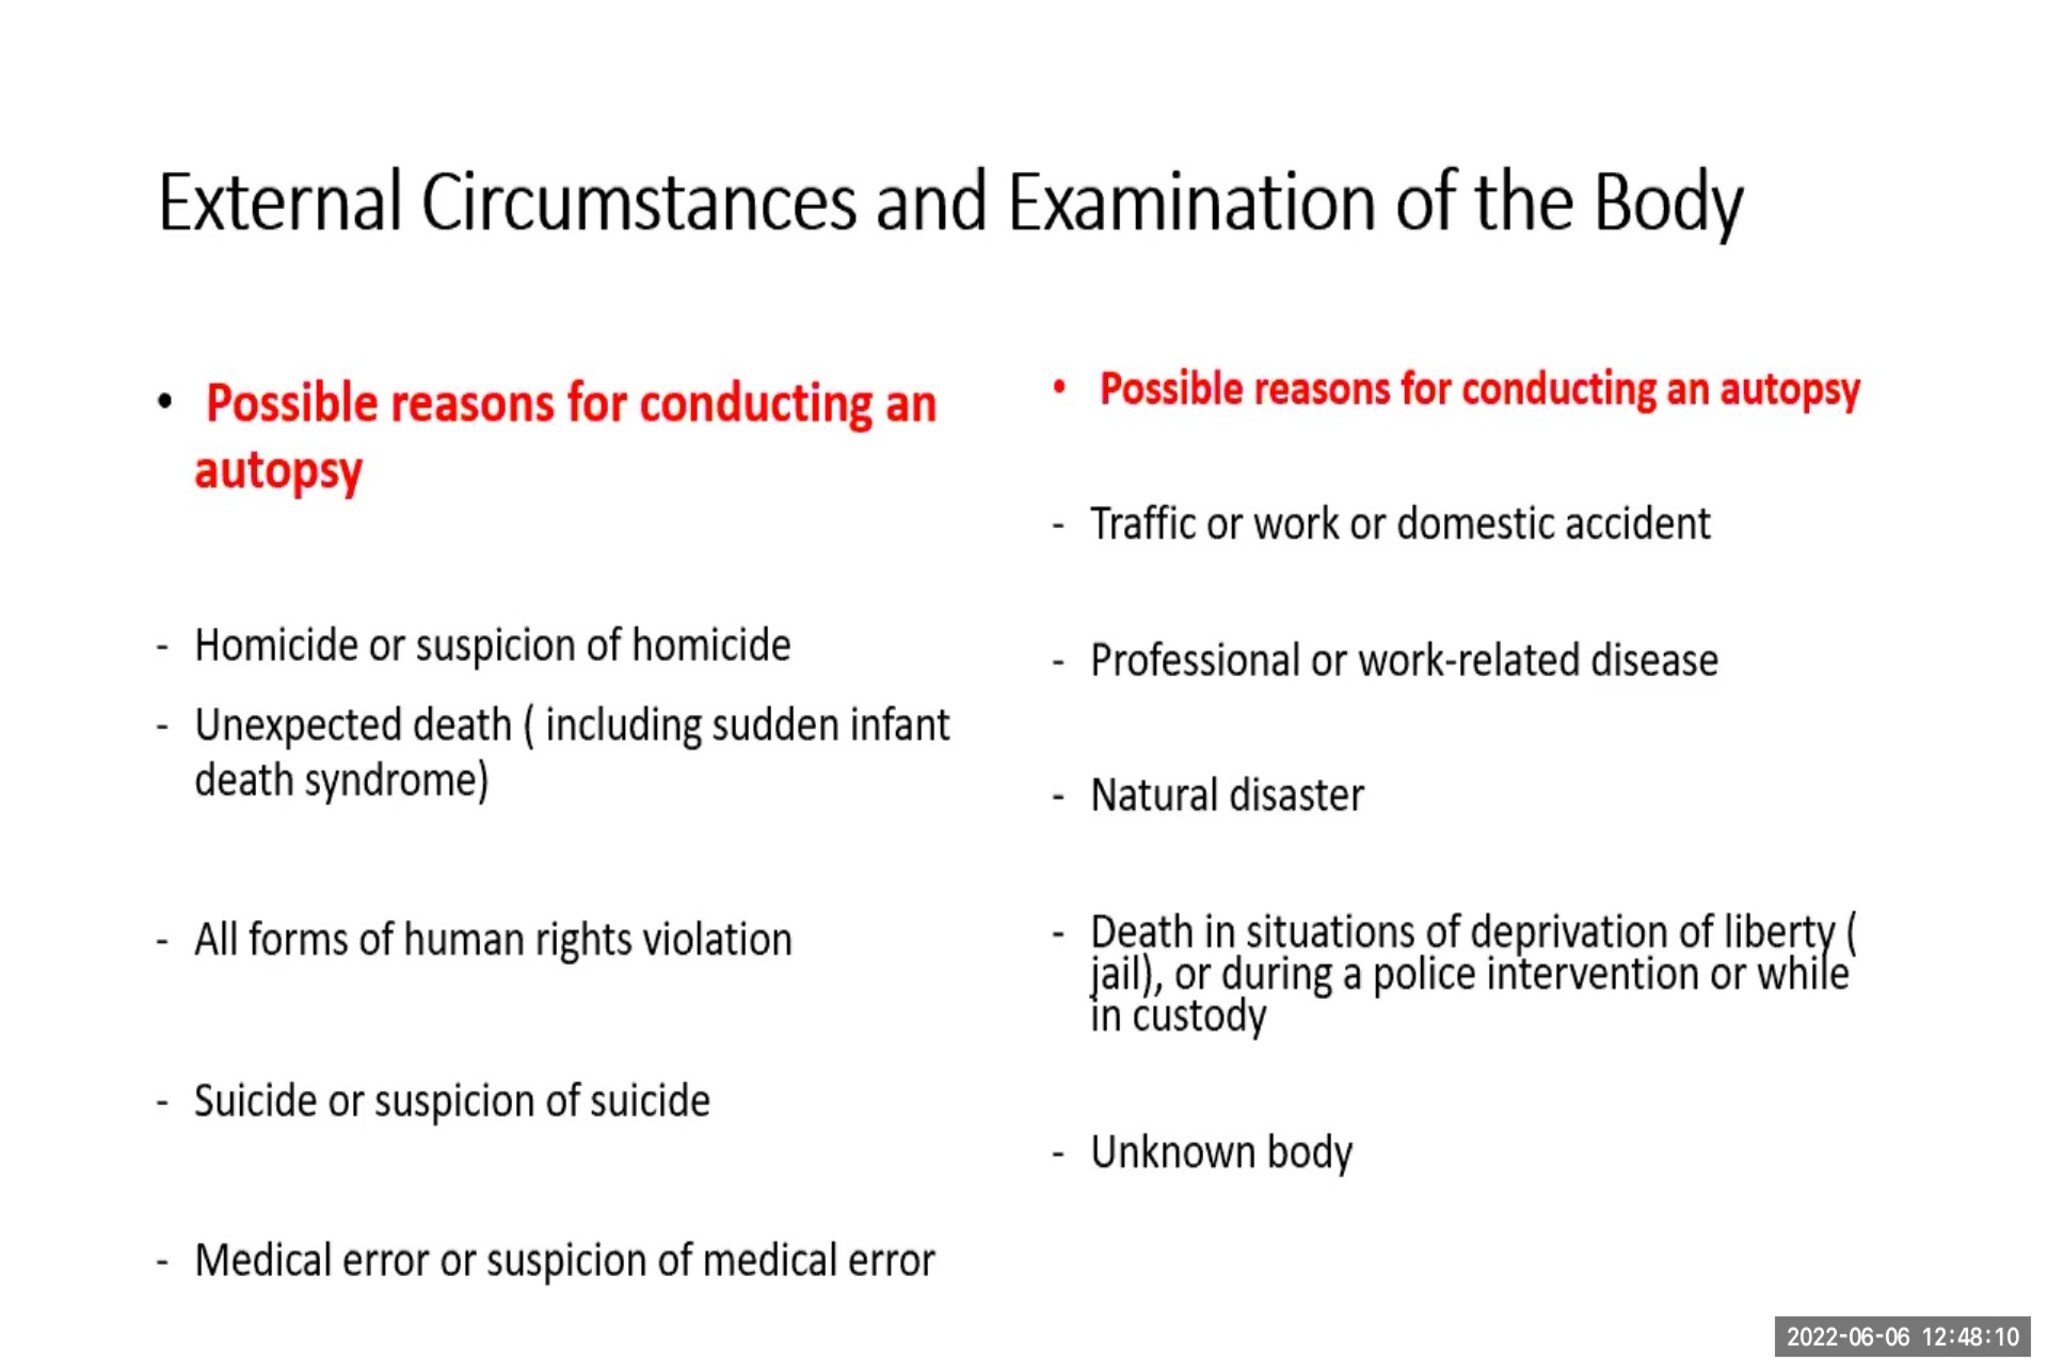 External Circumstances and Examination of the Body
• Possible reasons for conducting an
autopsy
- Homicide or suspicion of homicide
- Unexpected death ( including sudden infant
death syndrome)
- All forms of human rights violation
- Suicide or suspicion of suicide
- Medical error or suspicion of medical error
• Possible reasons for conducting an autopsy
- Traffic or work or domestic accident
- Professional or work-related disease
- Natural disaster
- Death in situations of deprivation of liberty (
jail), or during a police intervention or while
in custody
- Unknown body
2022-06-06 12:48:10